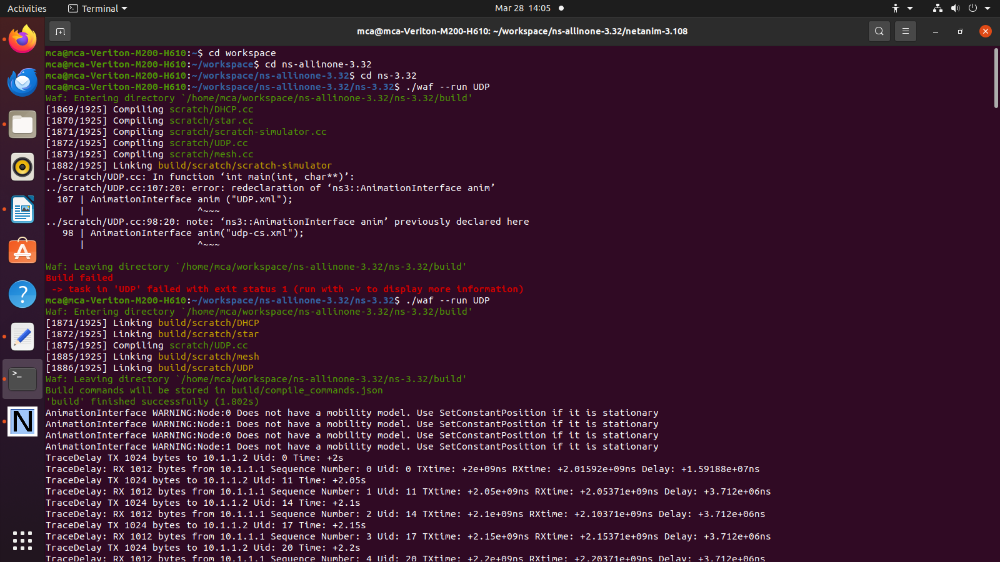 Activities
Terminal
Mar 28 14:05
mca@mca-Veriton-M200-H610: ~/workspace/ns-allinone-3.32/netanim-3.108
mca@mca-Veriton-M200-H610:~$ cd workspace
mca@mca-Veriton-M200-H610:~/workspace$ cd ns-allinone-3.32
mca@mca-Veriton-M200-H610:~/workspace/ns-allinone-3.32$ cd ns-3.32
mca@mca-Veriton-M200-H610:~/workspace/ns-allinone-3.32/ns-3.32$ ./waf --run UDP
Waf: Entering directory `/home/mca/workspace/ns-allinone-3.32/ns-3.32/build'
[1869/1925] Compiling scratch/DHCP.cc
[1870/1925] Compiling scratch/star.cc
[1871/1925] Compiling scratch/scratch-simulator.cc
[1872/1925] Compiling scratch/UDP.cc
[1873/1925] Compiling scratch/mesh.cc
[1882/1925] Linking build/scratch/scratch-simulator
../scratch/UDP.cc: In function ‘int main(int, char**)’:
../scratch/UDP.cc:107:20: error: redeclaration of ‘ns3::AnimationInterface anim’
  107 | AnimationInterface anim ("UDP.xml");
      |                    ^~~~
../scratch/UDP.cc:98:20: note: ‘ns3::AnimationInterface anim’ previously declared here
   98 | AnimationInterface anim("udp-cs.xml");
      |                    ^~~~
Waf: Leaving directory `/home/mca/workspace/ns-allinone-3.32/ns-3.32/build'
Build failed
 -> task in 'UDP' failed with exit status 1 (run with -v to display more information)
mca@mca-Veriton-M200-H610:~/workspace/ns-allinone-3.32/ns-3.32$ ./waf --run UDP
Waf: Entering directory `/home/mca/workspace/ns-allinone-3.32/ns-3.32/build'
[1871/1925] Linking build/scratch/DHCP
[1872/1925] Linking build/scratch/star
[1875/1925] Compiling scratch/UDP.cc
[1885/1925] Linking build/scratch/mesh
[1886/1925] Linking build/scratch/UDP
Waf: Leaving directory `/home/mca/workspace/ns-allinone-3.32/ns-3.32/build'
Build commands will be stored in build/compile_commands.json
'build' finished successfully (1.802s)
AnimationInterface WARNING:Node:0 Does not have a mobility model. Use SetConstantPosition if it is stationary
AnimationInterface WARNING:Node:1 Does not have a mobility model. Use SetConstantPosition if it is stationary
AnimationInterface WARNING:Node:0 Does not have a mobility model. Use SetConstantPosition if it is stationary
AnimationInterface WARNING:Node:1 Does not have a mobility model. Use SetConstantPosition if it is stationary
TraceDelay TX 1024 bytes to 10.1.1.2 Uid: 0 Time: +2s
TraceDelay: RX 1012 bytes from 10.1.1.1 Sequence Number: 0 Uid: 0 TXtime: +2e+09ns RXtime: +2.01592e+09ns Delay: +1.59188e+07ns
TraceDelay TX 1024 bytes to 10.1.1.2 Uid: 11 Time: +2.05s
TraceDelay: RX 1012 bytes from 10.1.1.1 Sequence Number: 1 Uid: 11 TXtime: +2.05e+09ns RXtime: +2.05371e+09ns Delay: +3.712e+06ns
TraceDelay TX 1024 bytes to 10.1.1.2 Uid: 14 Time: +2.1s
TraceDelay: RX 1012 bytes from 10.1.1.1 Sequence Number: 2 Uid: 14 TXtime: +2.1e+09ns RXtime: +2.10371e+09ns Delay: +3.712e+06ns
TraceDelay TX 1024 bytes to 10.1.1.2 Uid: 17 Time: +2.15s
TraceDelay: RX 1012 bytes from 10.1.1.1 Sequence Number: 3 Uid: 17 TXtime: +2.15e+09ns RXtime: +2.15371e+09ns Delay: +3.712e+06ns
TraceDelay TX 1024 bytes to 10.1.1.2 Uid: 20 Time: +2.2s
TraceDelay: RX 1012 bytes from 10.1.1.1 Sequence Number: 4 Uid: 20 TXtime: +2.2e+09ns RXtime: +2.20371e+09ns Delay: +3.712e+06ns